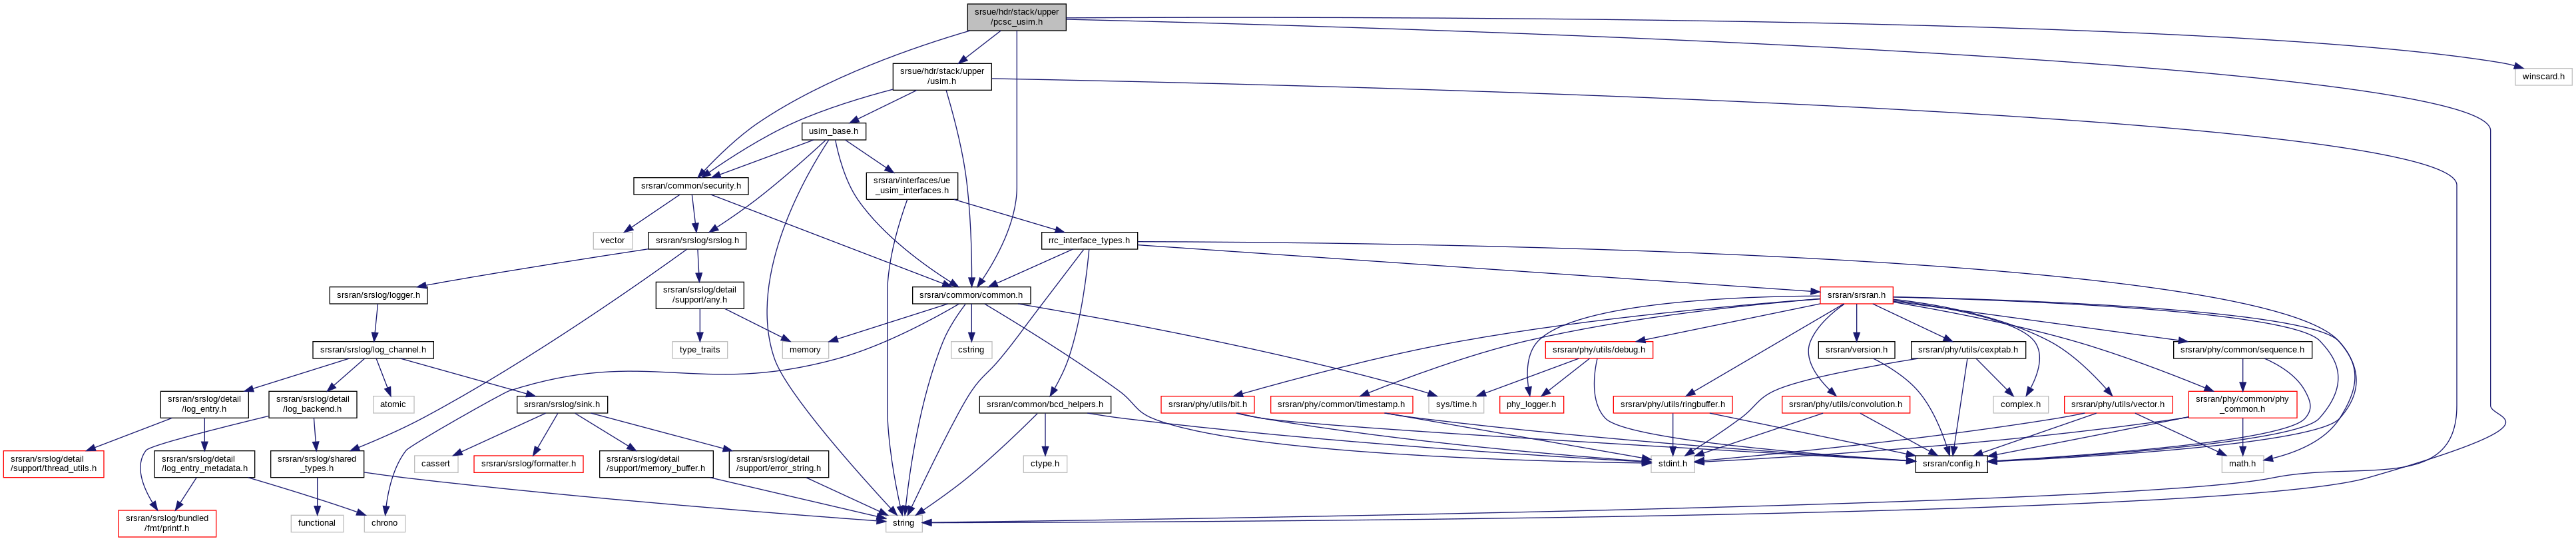 srsue/hdr/stack/upper
/pcsc_usim.h
srsue/hdr/stack/upper
/usim.h
winscard.h
usim_base.h
srsran/common/security.h
srsran/interfaces/ue
_usim_interfaces.h
vector
srsran/srslog/srslog.h
rrc_interface_types.h
srsran/srslog/logger.h
srsran/srslog/detail
/support/any.h
srsran/common/common.h
srsran/srsran.h
srsran/srslog/log_channel.h
type_traits
memory
cstring
srsran/phy/utils/debug.h
srsran/version.h
srsran/phy/utils/cexptab.h
srsran/phy/common/sequence.h
srsran/srslog/detail
/log_entry.h
srsran/srslog/detail
/log_backend.h
atomic
srsran/srslog/sink.h
srsran/common/bcd_helpers.h
srsran/phy/utils/bit.h
srsran/phy/common/timestamp.h
sys/time.h
phy_logger.h
srsran/phy/utils/ringbuffer.h
srsran/phy/utils/convolution.h
complex.h
srsran/phy/utils/vector.h
srsran/phy/common/phy
_common.h
srsran/srslog/detail
/support/thread_utils.h
srsran/srslog/detail
/log_entry_metadata.h
srsran/srslog/shared
_types.h
cassert
srsran/srslog/formatter.h
srsran/srslog/detail
/support/memory_buffer.h
srsran/srslog/detail
/support/error_string.h
ctype.h
stdint.h
srsran/config.h
math.h
srsran/srslog/bundled
/fmt/printf.h
functional
chrono
string